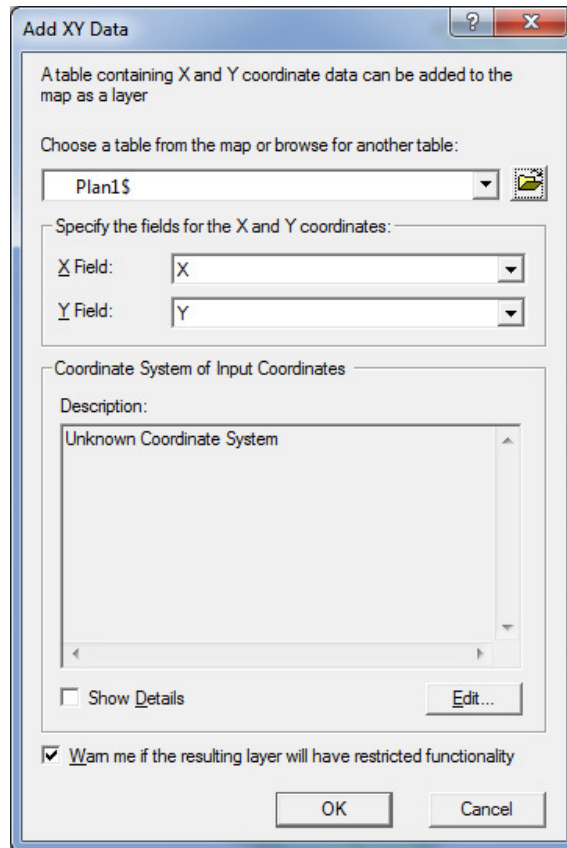 Add XY Data
A table containing X and Y coordinate data can be added to the
map as a layer
Choose a table from the map or browse for another table:
Plan1$
Specify the fields for the X and Y coordinates:
X Field: X
Y Field: Y
Coordinate System of Input Coordinates
Description:
Unknown Coordinate System
Show Details Edit...
Warn me if the resulting layer will have restricted functionality
OK Cancel